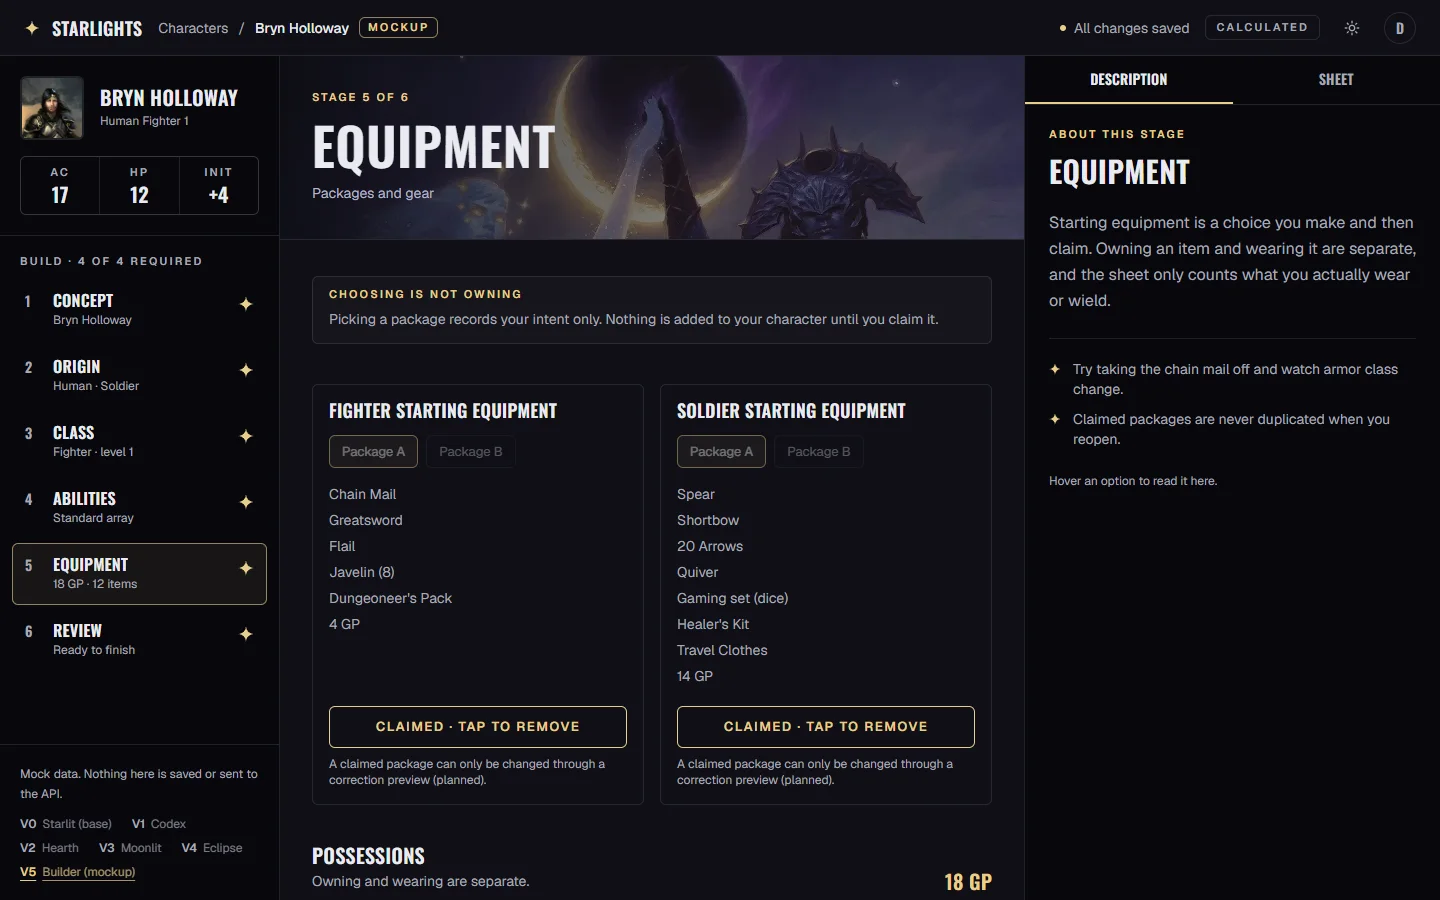 STARLIGHTS Characters / Bryn Holloway MOCKUP
All changes saved CALCULATED D
BRYN HOLLOWAY
Human Fighter 1
AC HP INIT
17 12 +4
BUILD · 4 OF 4 REQUIRED
1 CONCEPT
Bryn Holloway
2 ORIGIN
Human · Soldier
3 CLASS
Fighter · level 1
4 ABILITIES
Standard array
5 EQUIPMENT
18 GP · 12 items
6 REVIEW
Ready to finish
Mock data. Nothing here is saved or sent to
the API.
V0 Starlit (base) V1 Codex
V2 Hearth V3 Moonlit V4 Eclipse
V5 Builder (mockup)
STAGE 5 OF 6
EQUIPMENT
Packages and gear
CHOOSING IS NOT OWNING
Picking a package records your intent only. Nothing is added to your character until you claim it.
FIGHTER STARTING EQUIPMENT
Package A Package B
Chain Mail
Greatsword
Flail
Javelin (8)
Dungeoneer's Pack
4 GP
CLAIMED · TAP TO REMOVE
A claimed package can only be changed through a
correction preview (planned).
SOLDIER STARTING EQUIPMENT
Package A Package B
Spear
Shortbow
20 Arrows
Quiver
Gaming set (dice)
Healer's Kit
Travel Clothes
14 GP
CLAIMED · TAP TO REMOVE
A claimed package can only be changed through a
correction preview (planned).
POSSESSIONS
Owning and wearing are separate.
18 GP
DESCRIPTION SHEET
ABOUT THIS STAGE
EQUIPMENT
Starting equipment is a choice you make and then
claim. Owning an item and wearing it are separate,
and the sheet only counts what you actually wear
or wield.
Try taking the chain mail off and watch armor class
change.
Claimed packages are never duplicated when you
reopen.
Hover an option to read it here.